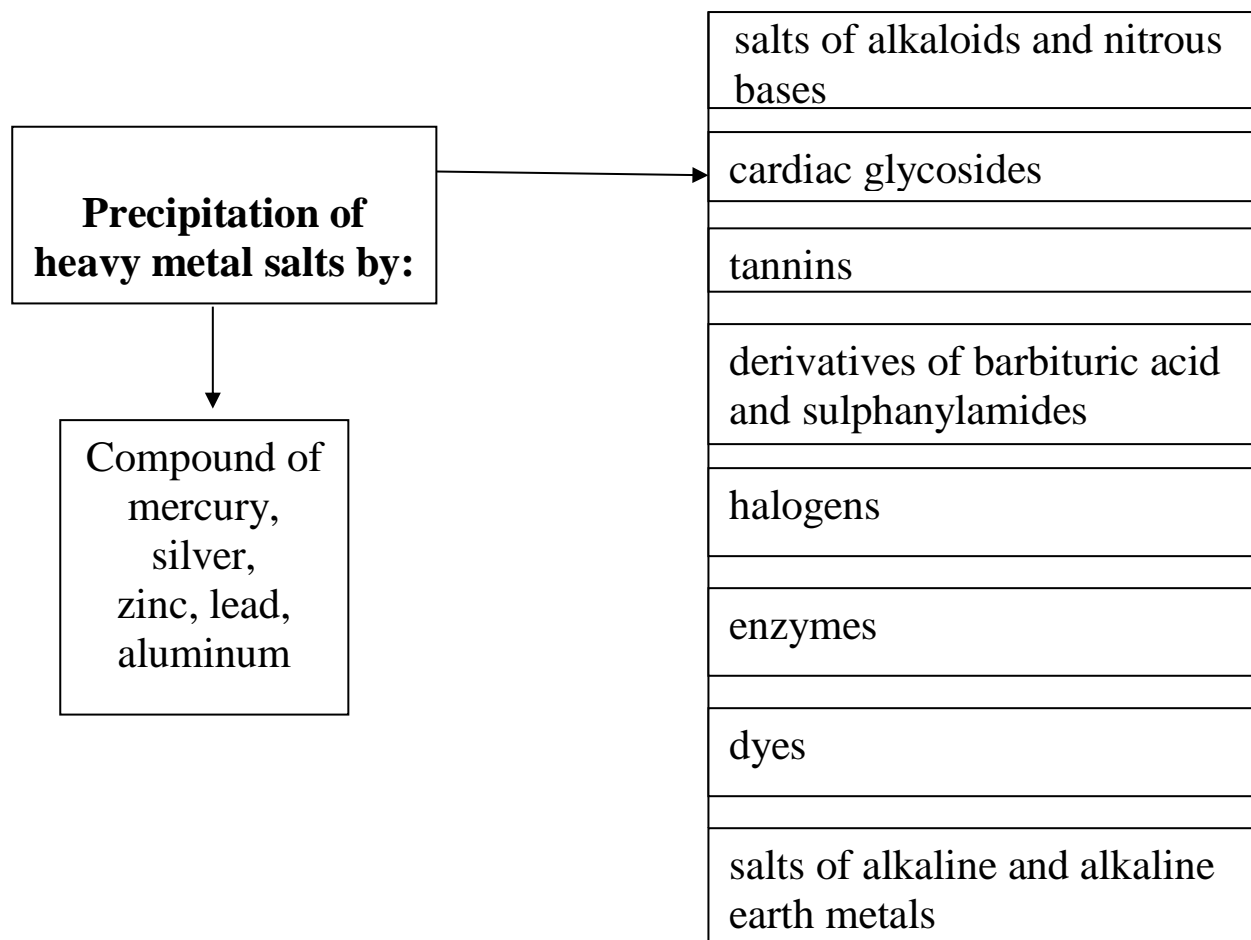 Precipitation of
heavy metal salts by:
Compound of
mercury,
silver,
zinc, lead,
aluminum
salts of alkaloids and nitrous
bases
cardiac glycosides
tannins
derivatives of barbituric acid
and sulphanylamides
halogens
enzymes
dyes
salts of alkaline and alkaline
earth metals